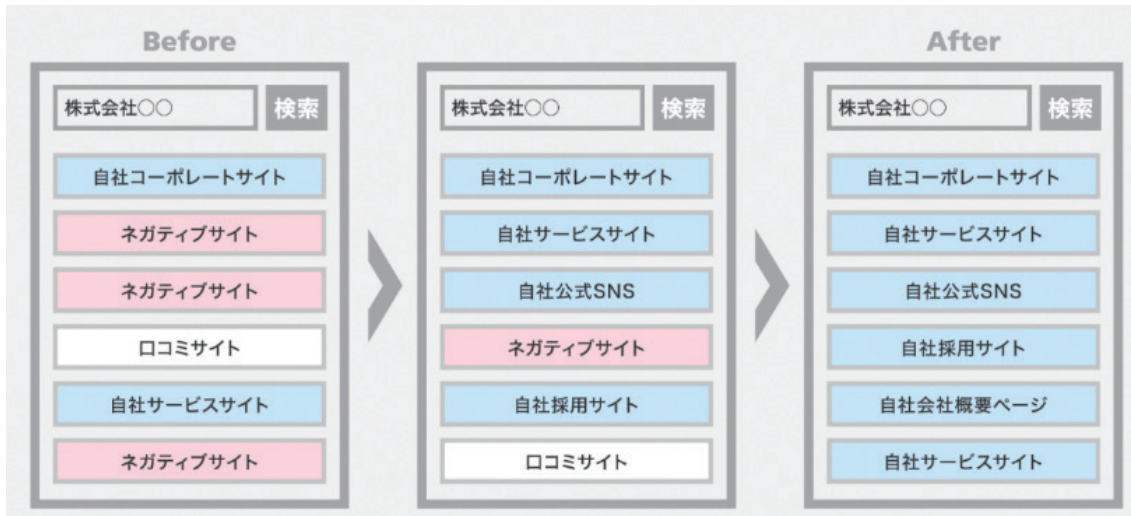 Before
株式会社○○
検索
自社コーポレートサイト
ネガティブサイト
ネガティブサイト
口コミサイト
自社サービスサイト
ネガティブサイト
株式会社○○
検索
自社コーポレートサイト
自社サービスサイト
自社公式SNS
ネガティブサイト
自社採用サイト
口コミサイト
After
株式会社○○
検索
自社コーポレートサイト
自社サービスサイト
自社公式SNS
自社採用サイト
自社会社概要ページ
自社サービスサイト